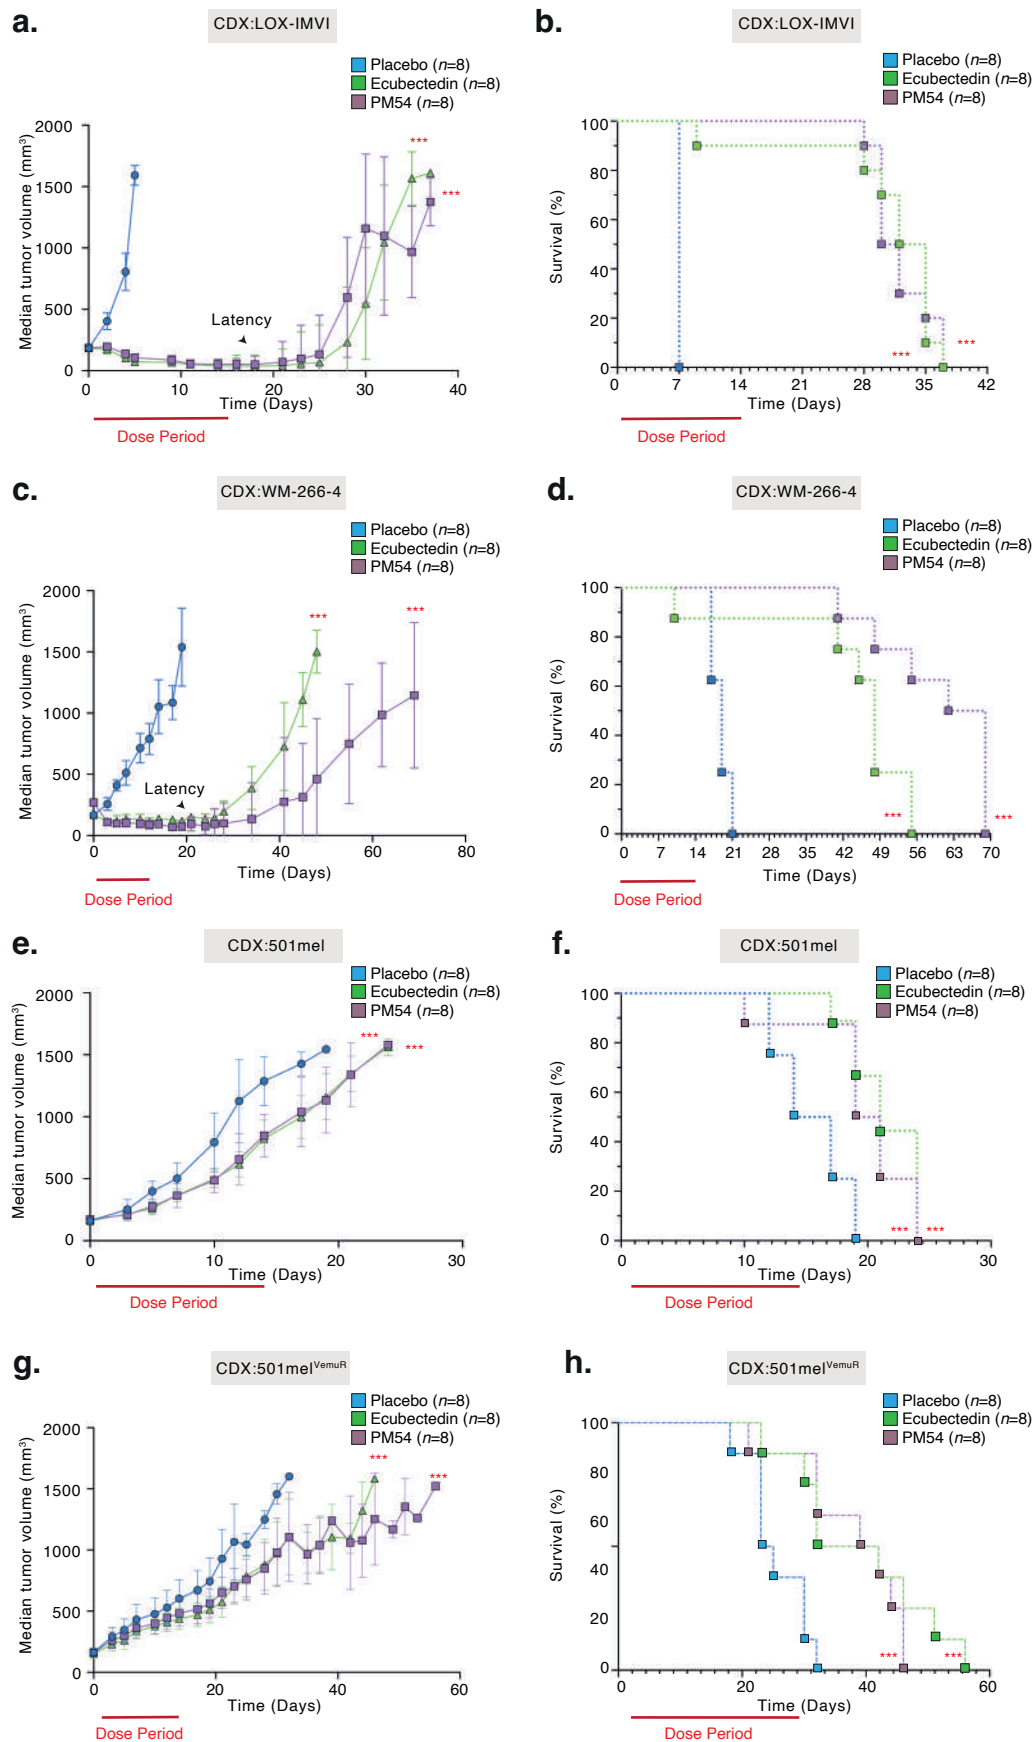 a.
CDX:LOX-IMVI
Placebo (n=8)
Ecubectedin (n=8)
PM54 (n=8)
Median tumor volume (mm³)
2000
1500
1000
500
0
Latency
***
***
0 10 20 30 40
Time (Days)
Dose Period
b.
CDX:LOX-IMVI
Placebo (n=8)
Ecubectedin (n=8)
PM54 (n=8)
Survival (%)
100
80
60
40
20
0
***
***
0 7 14 21 28 35 42
Time (Days)
Dose Period
c.
CDX:WM-266-4
Placebo (n=8)
Ecubectedin (n=8)
PM54 (n=8)
Median tumor volume (mm³)
2000
1500
1000
500
0
Latency
***
***
0 20 40 60 80
Time (Days)
Dose Period
d.
CDX:WM-266-4
Placebo (n=8)
Ecubectedin (n=8)
PM54 (n=8)
Survival (%)
100
80
60
40
20
0
***
***
0 7 14 21 28 35 42 49 56 63 70
Time (Days)
Dose Period
e.
CDX:501mel
Placebo (n=8)
Ecubectedin (n=8)
PM54 (n=8)
Median tumor volume (mm³)
2000
1500
1000
500
0
***
***
0 10 20 30
Time (Days)
Dose Period
f.
CDX:501mel
Placebo (n=8)
Ecubectedin (n=8)
PM54 (n=8)
Survival (%)
100
80
60
40
20
0
***
***
0 10 20 30
Time (Days)
Dose Period
g.
CDX:501melVemuR
Placebo (n=8)
Ecubectedin (n=8)
PM54 (n=8)
Median tumor volume (mm³)
2000
1500
1000
500
0
***
***
0 20 40 60
Time (Days)
Dose Period
h.
CDX:501melVemuR
Placebo (n=8)
Ecubectedin (n=8)
PM54 (n=8)
Survival (%)
100
80
60
40
20
0
***
***
0 20 40 60
Time (Days)
Dose Period